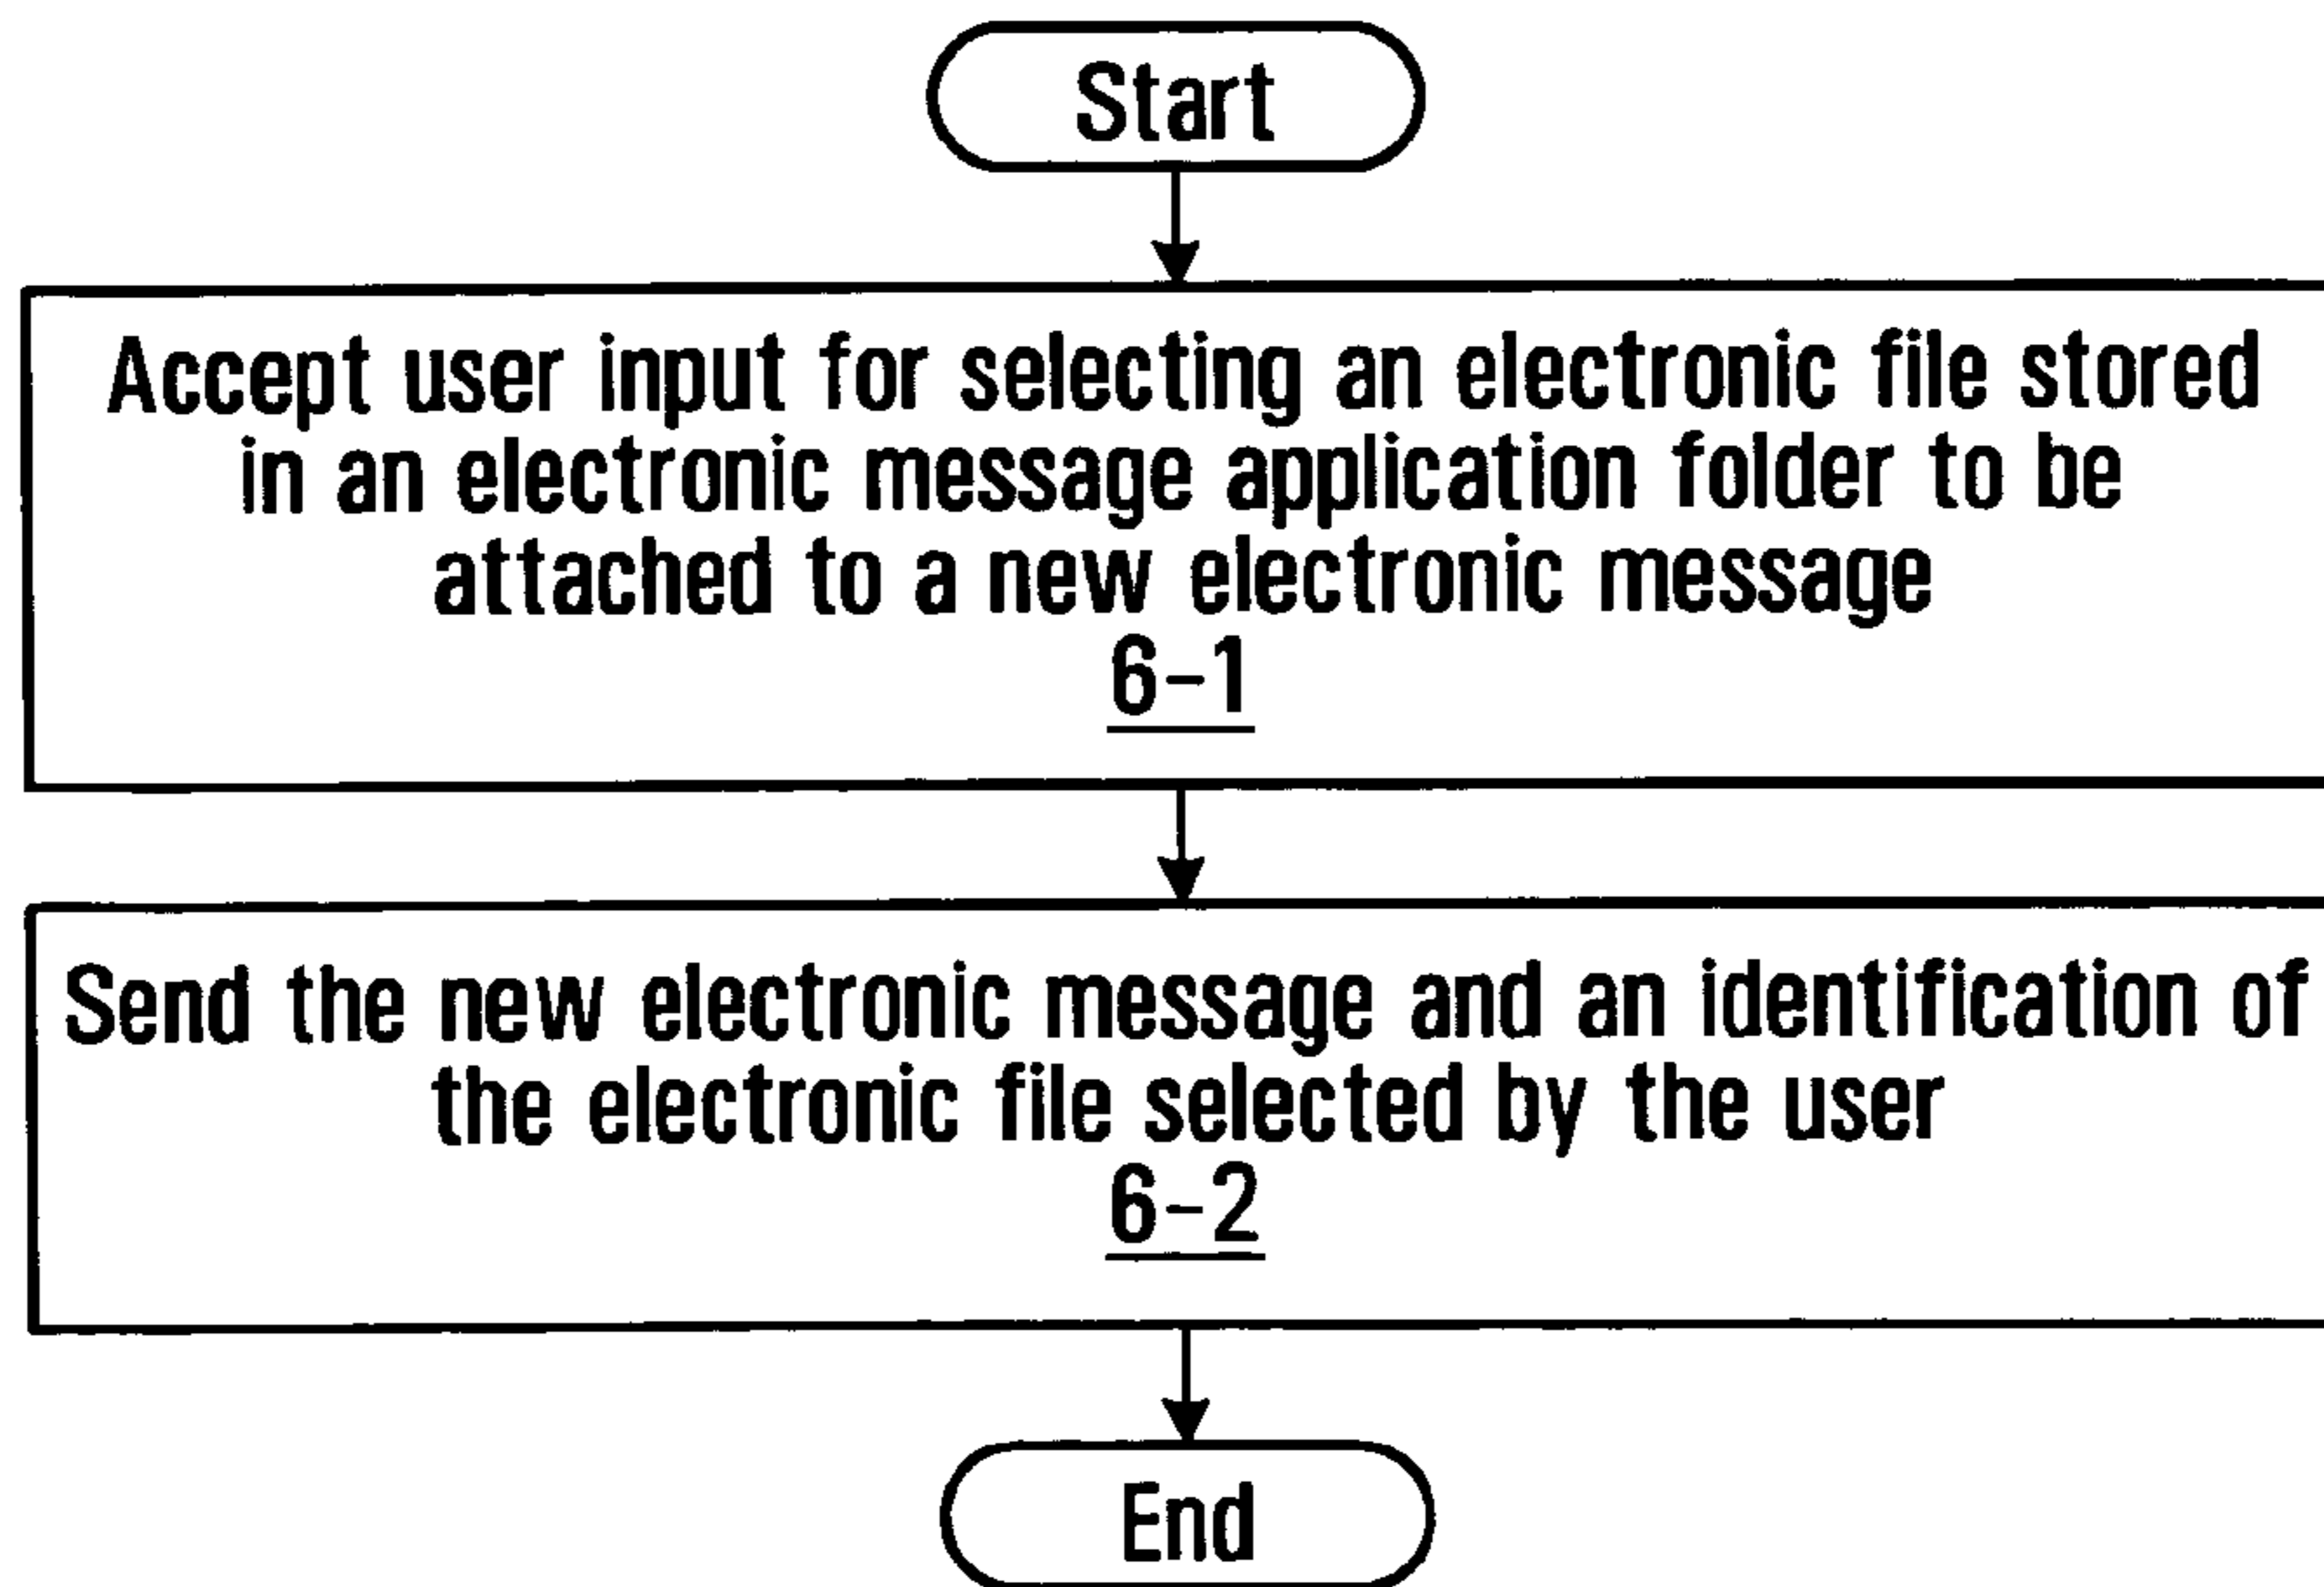 Start
Accept user input for selecting an electronic file stored
in an electronic message application folder to be
attached to a new electronic message
6-1
Send the new electronic message and an identification of
the electronic file selected by the user
6-2
End